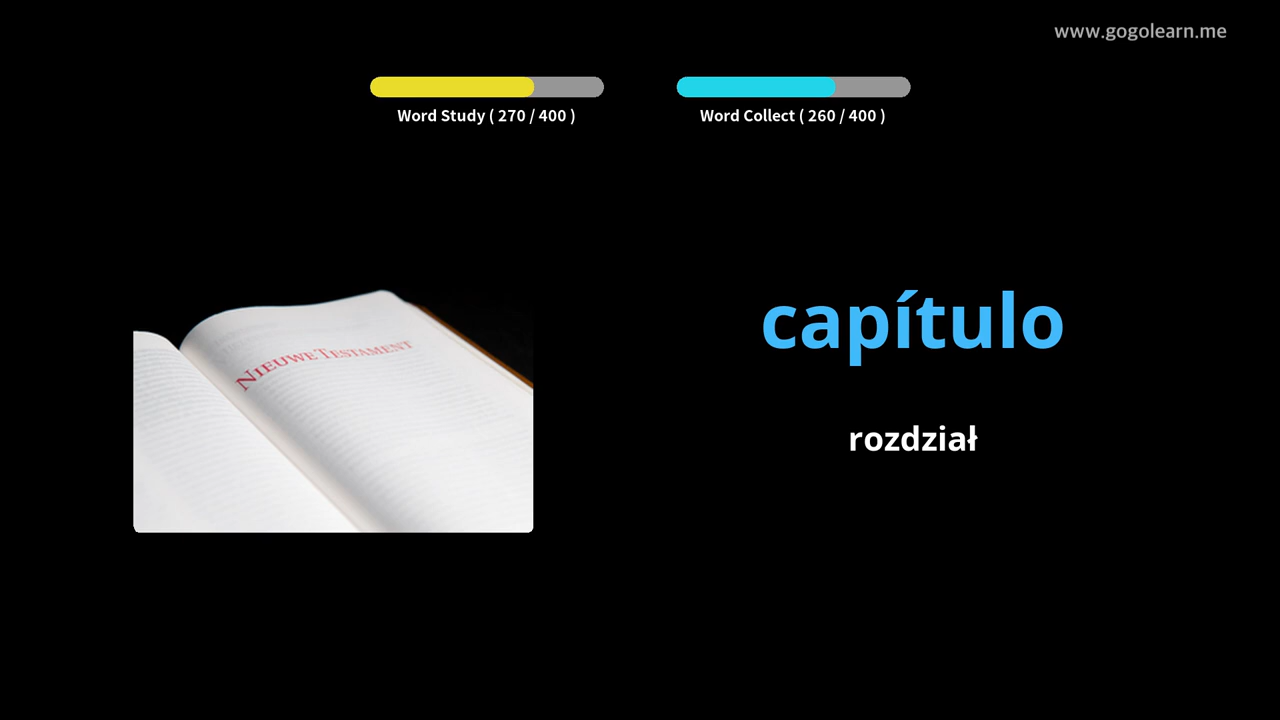 www.gogolearn.me
Word Study ( 270 / 400 )
Word Collect ( 260 / 400 )
NIEUWE TESTAMENT
capítulo
rozdział